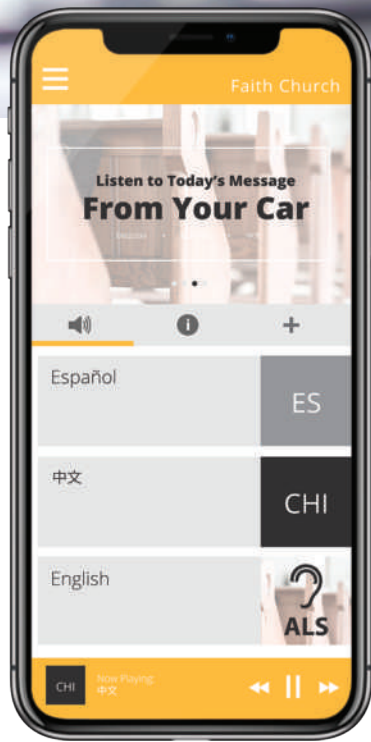 Faith Church
Listen to Today's Message
From Your Car
Español
ES
中文
CHI
English
ALS
CHI
Now Playing:
中文